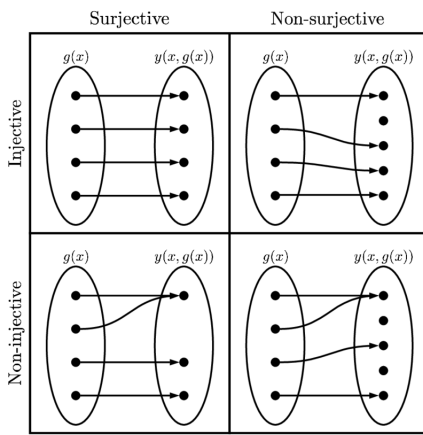 Surjective
Non-surjective
Injective
g(x)
y(x, g(x))
g(x)
y(x, g(x))
Non-injective
g(x)
y(x, g(x))
g(x)
y(x, g(x))